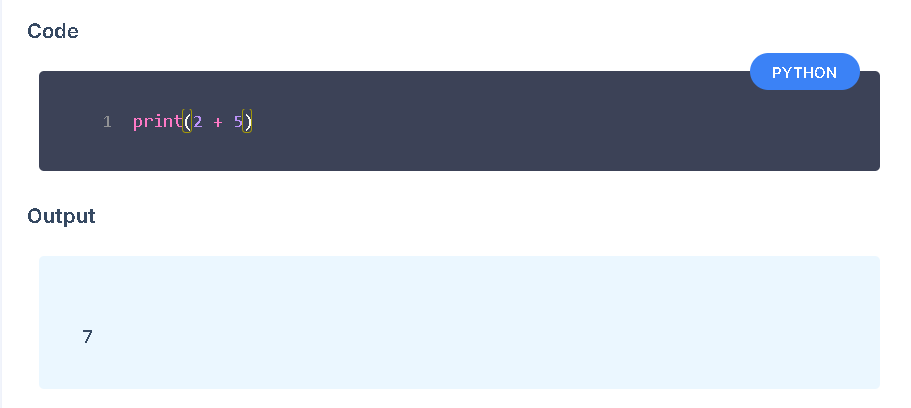 Code
PYTHON
1 print(2 + 5)
Output
7